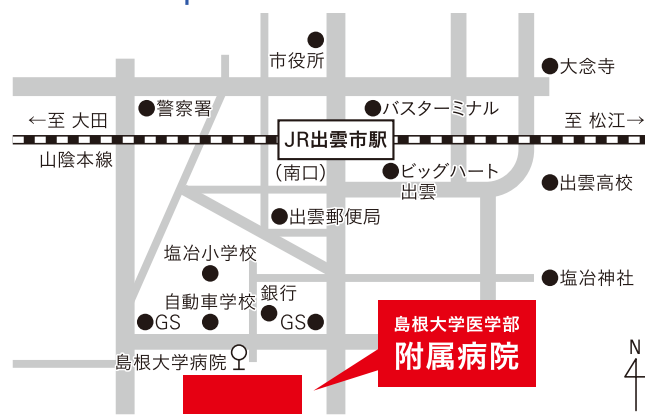 市役所
大念寺
警察署
バスターミナル
←至 大田
至 松江→
JR出雲市駅
山陰本線
(南口)
ビッグハート
出雲
出雲高校
出雲郵便局
塩冶小学校
塩冶神社
自動車学校
銀行
GS
GS
島根大学医学部
附属病院
島根大学病院
N